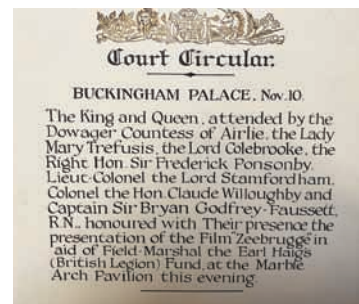 Court Circular.
BUCKINGHAM PALACE, Nov. 10.
The King and Queen, attended by the
Dowager Countess of Airlie, the Lady
Mary Trefusis, the Lord Colebrooke, the
Right Hon. Sir Frederick Ponsonby,
Lieut-Colonel the Lord Stamfordham,
Colonel the Hon. Claude Willoughby and
Captain Sir Bryan Godfrey-Faussett,
R.N., honoured with Their presence the
presentation of the Film "Zeebrugge" in
aid of Field-Marshal the Earl Haig's
(British Legion) Fund, at the Marble
Arch Pavilion this evening.